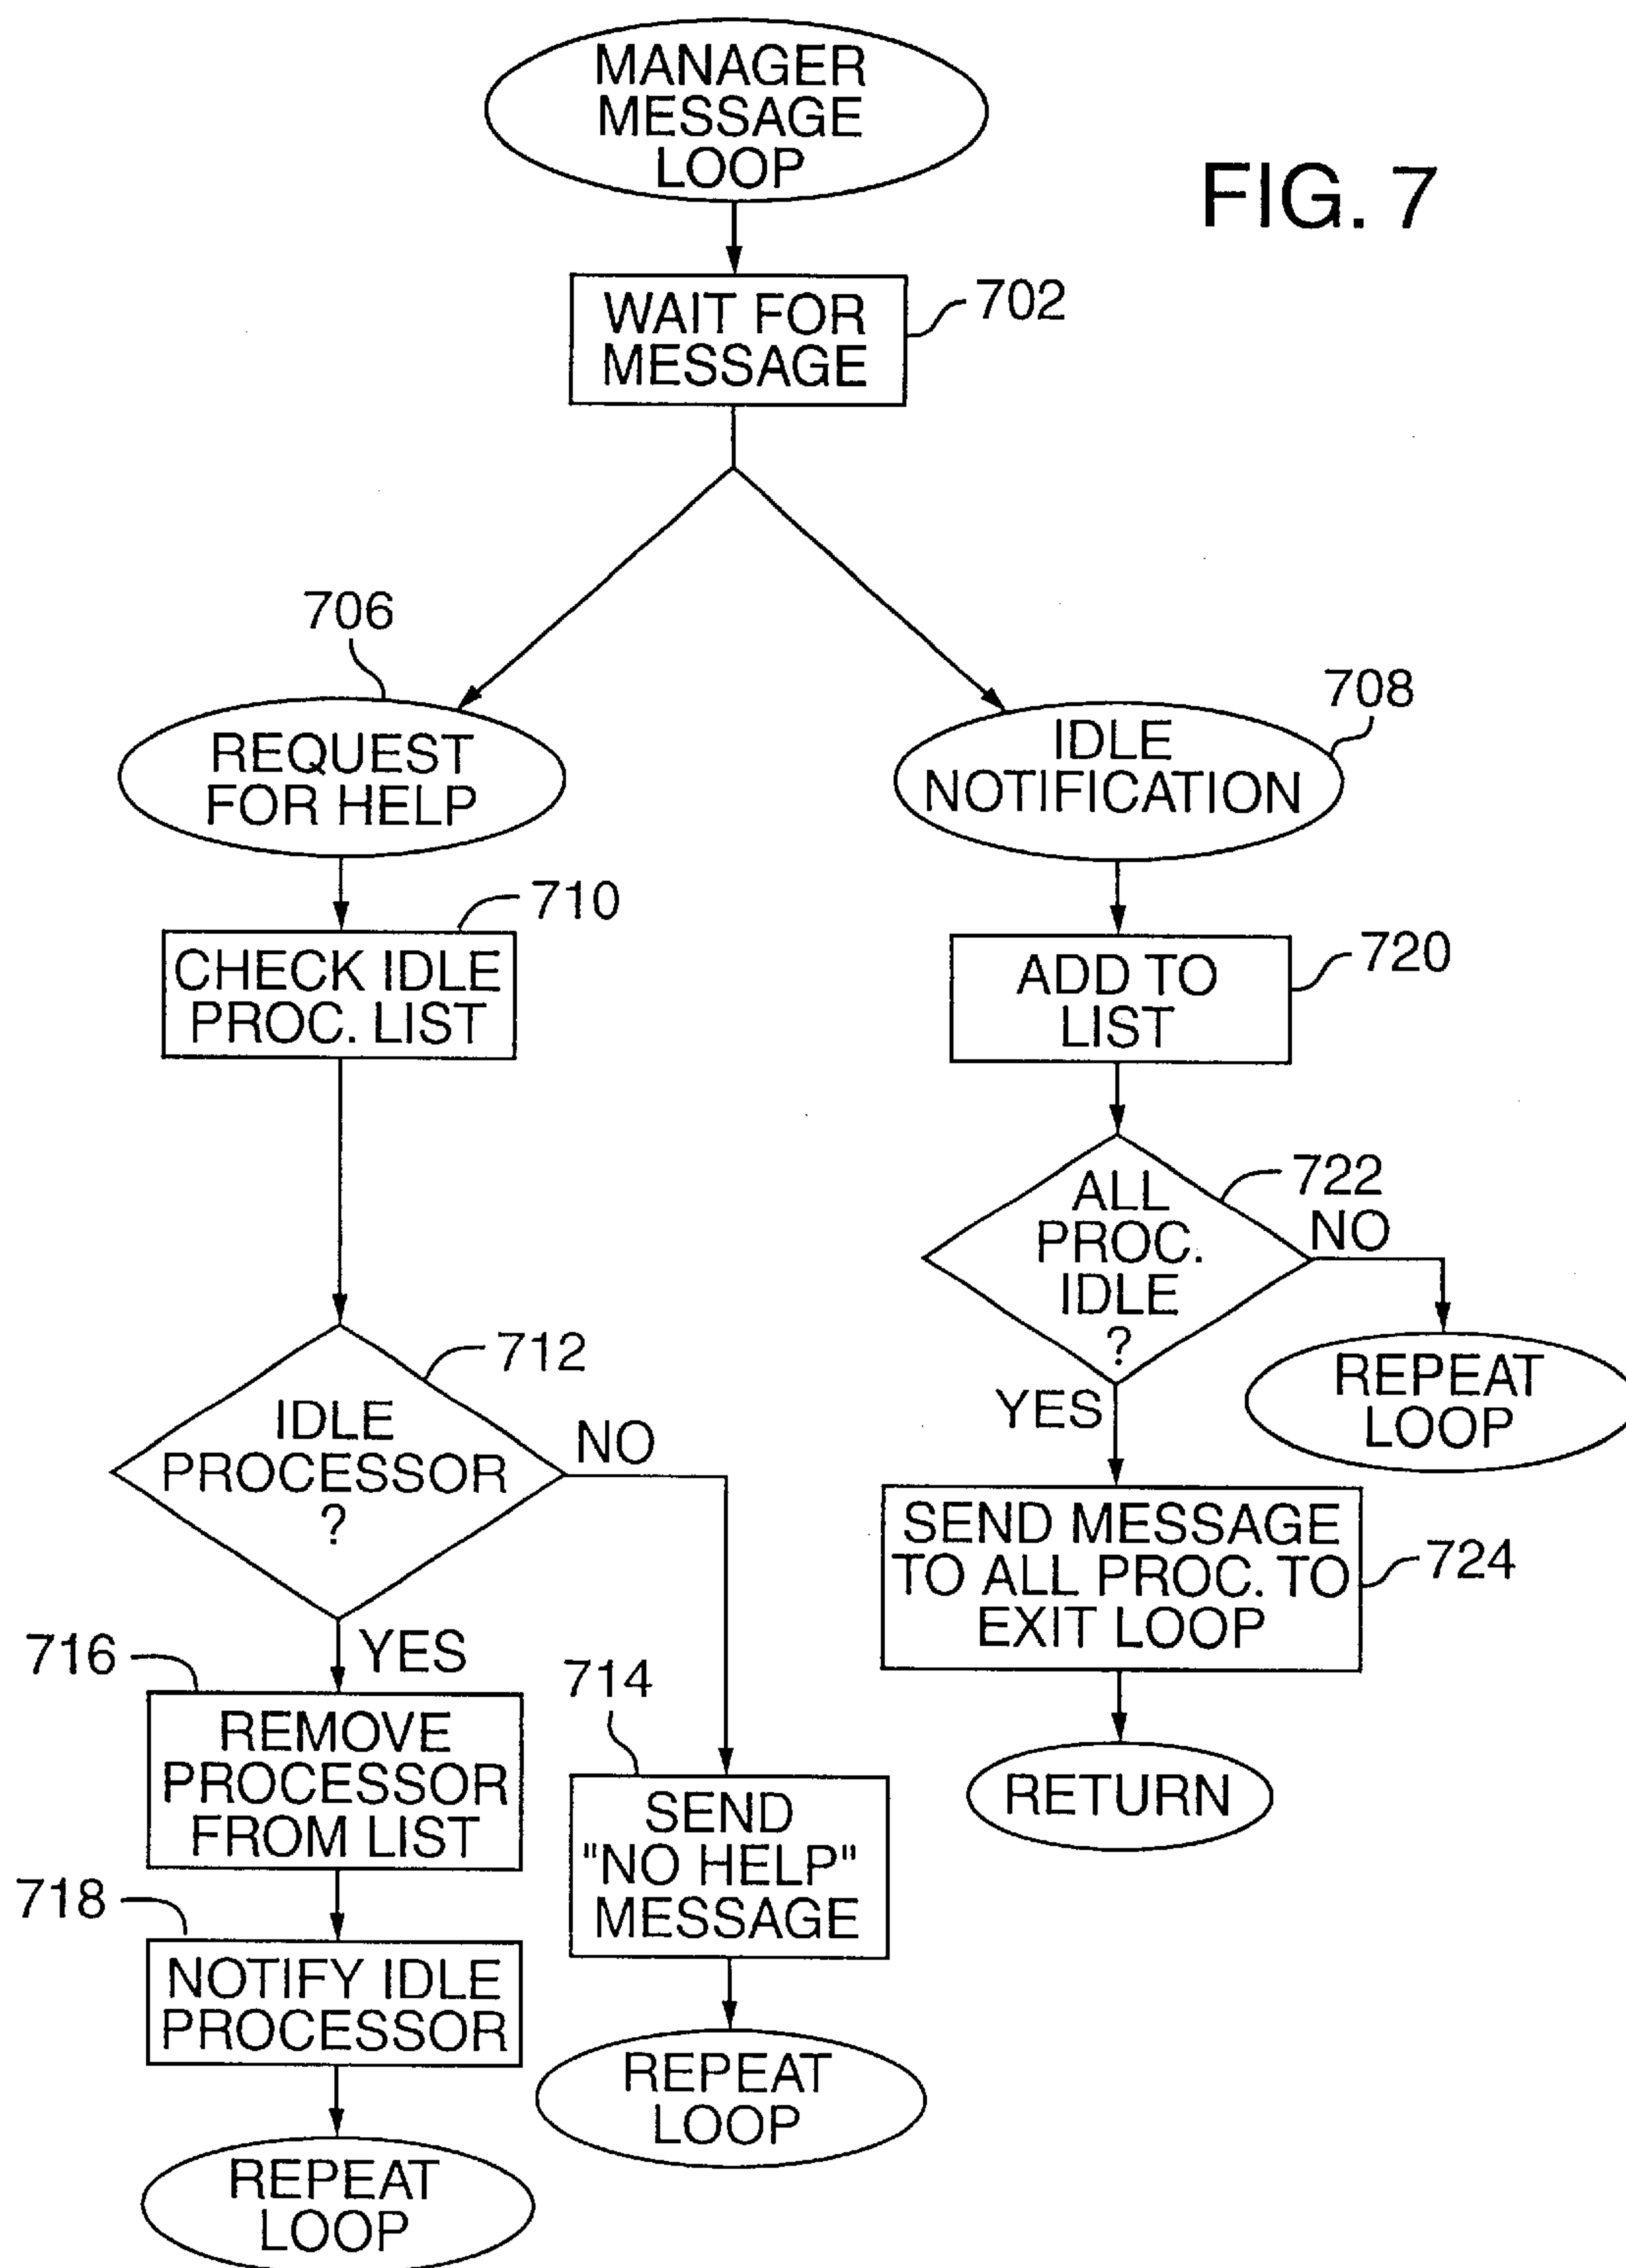 MANAGER
MESSAGE
LOOP
FIG. 7
WAIT FOR
MESSAGE
702
706
REQUEST
FOR HELP
708
IDLE
NOTIFICATION
710
CHECK IDLE
PROC. LIST
720
ADD TO
LIST
722
ALL
PROC.
IDLE
?
NO
REPEAT
LOOP
YES
712
IDLE
PROCESSOR
?
NO
YES
SEND MESSAGE
TO ALL PROC. TO
EXIT LOOP
724
RETURN
716
REMOVE
PROCESSOR
FROM LIST
714
SEND
"NO HELP"
MESSAGE
718
NOTIFY IDLE
PROCESSOR
REPEAT
LOOP
REPEAT
LOOP